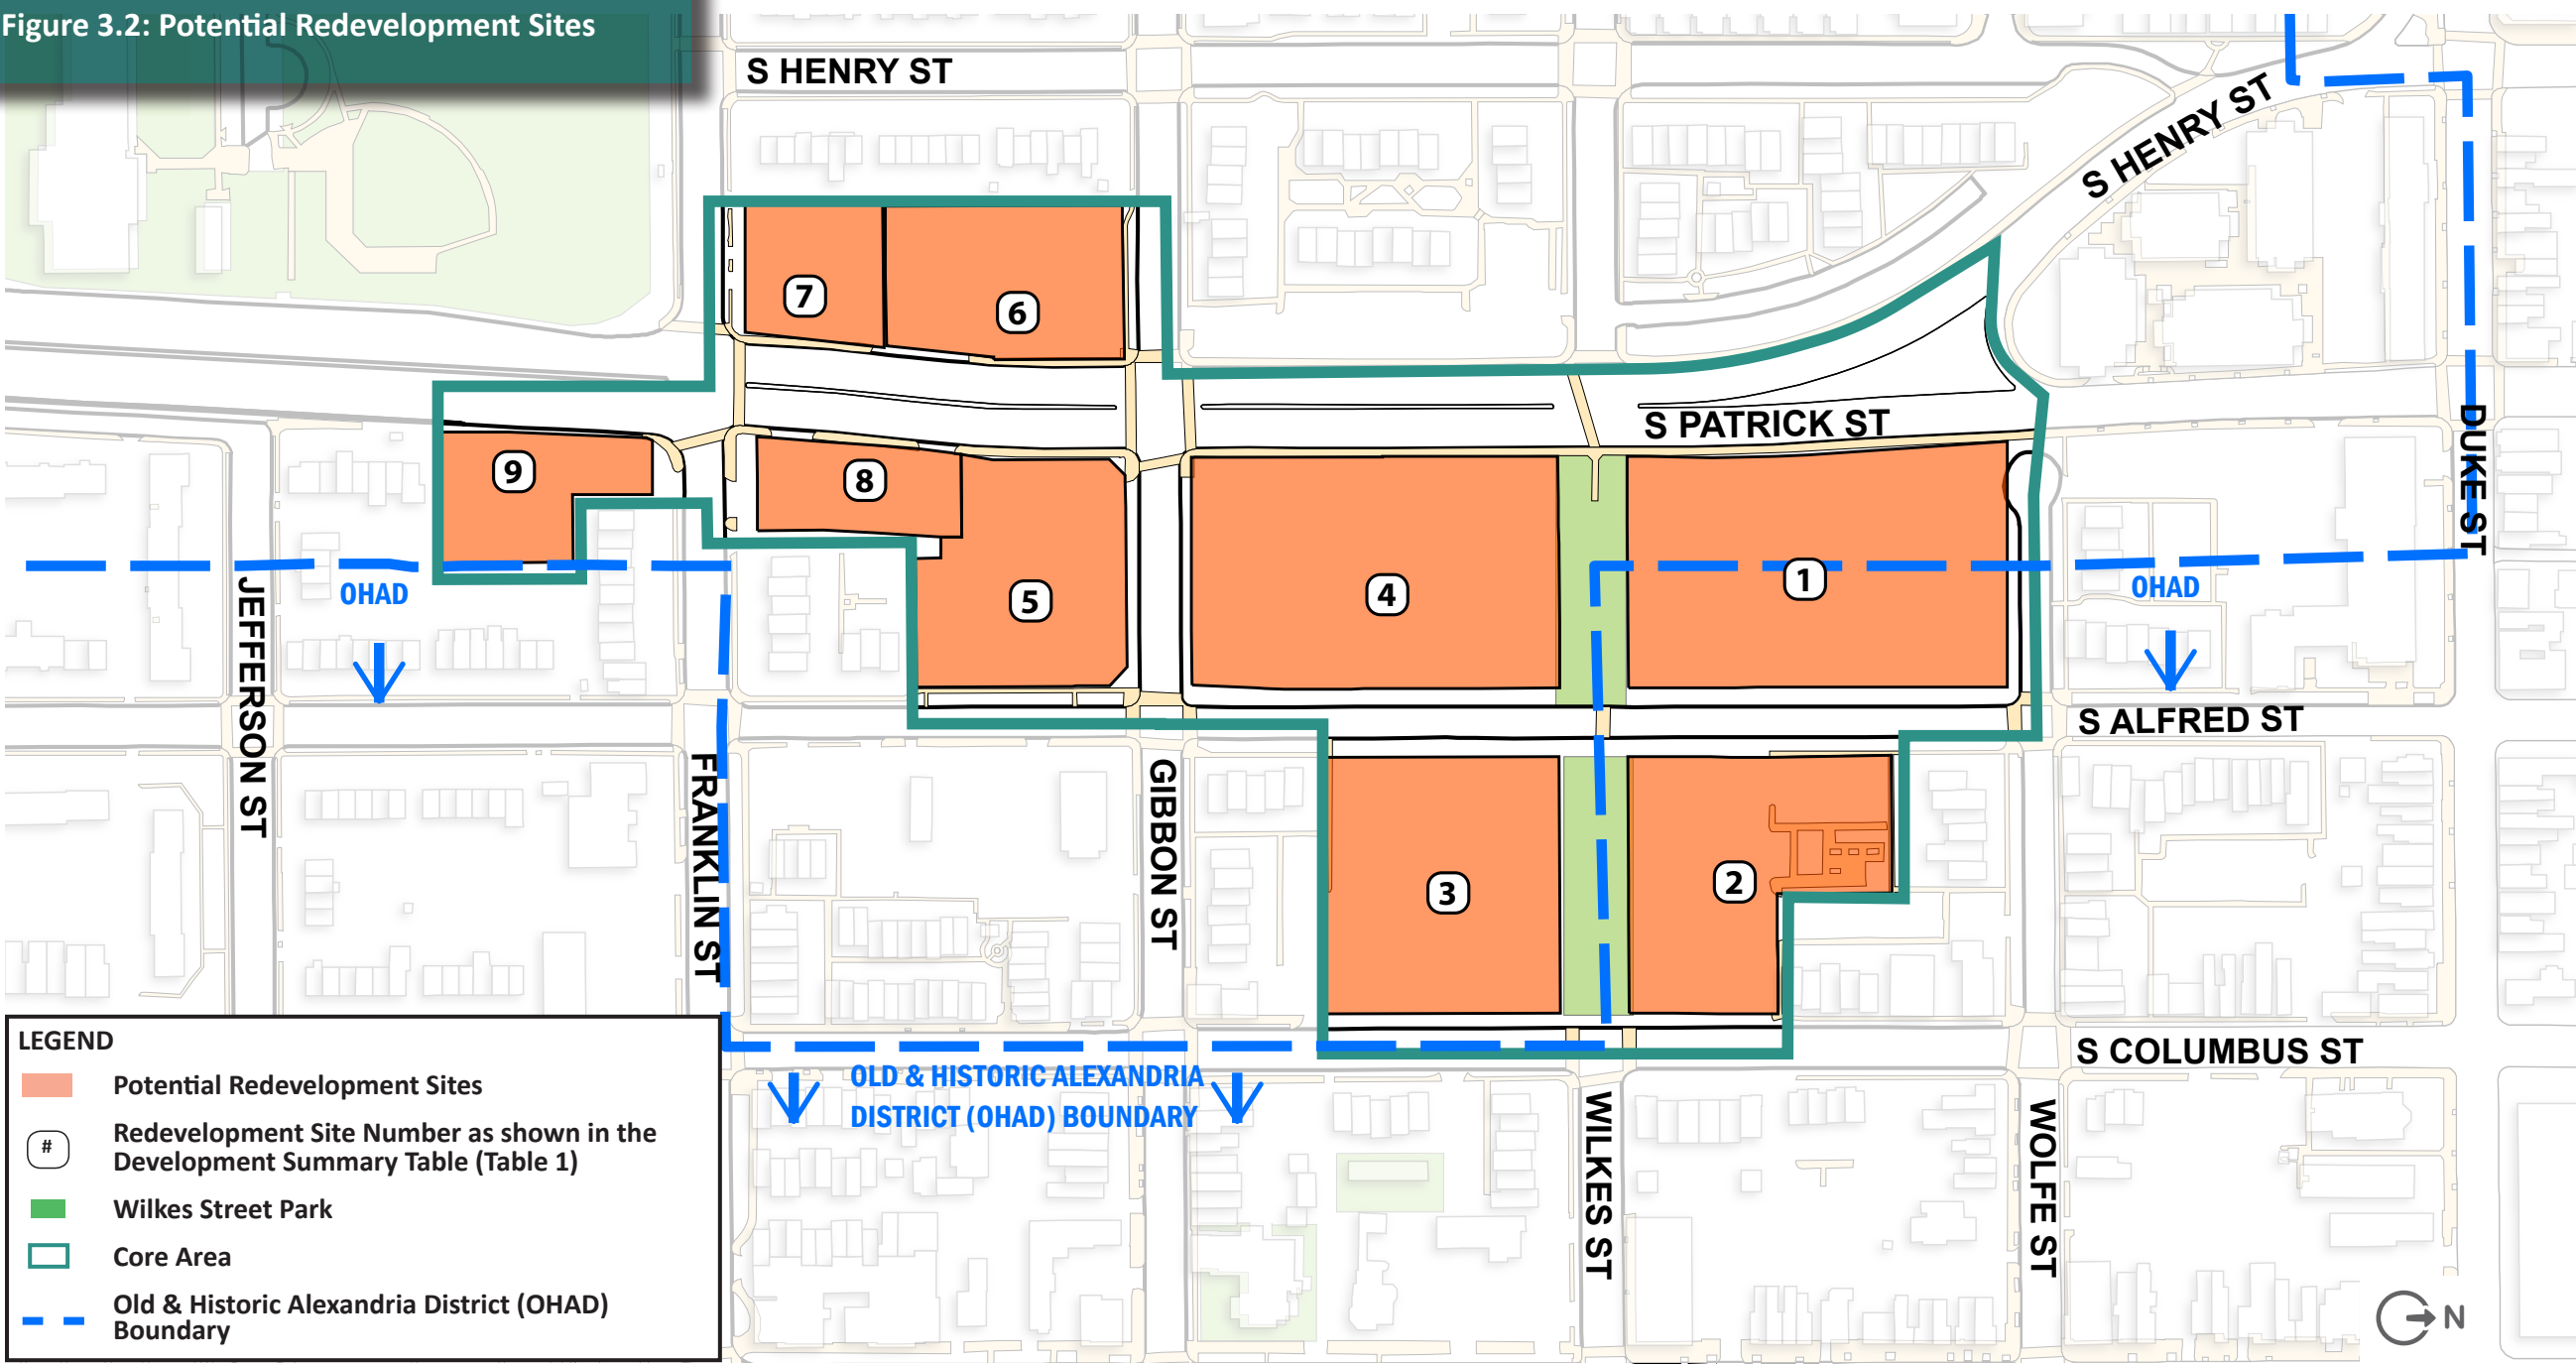 Figure 3.2: Potential Redevelopment Sites
S HENRY ST
S HENRY ST
7
6
S PATRICK ST
DUKE ST
9
8
5
4
1
OHAD
OHAD
JEFFERSON ST
S ALFRED ST
FRANKLIN ST
GIBBON ST
3
2
S COLUMBUS ST
OLD & HISTORIC ALEXANDRIA
DISTRICT (OHAD) BOUNDARY
WILKES ST
WOLFE ST
LEGEND
Potential Redevelopment Sites
#
Redevelopment Site Number as shown in the
Development Summary Table (Table 1)
Wilkes Street Park
Core Area
Old & Historic Alexandria District (OHAD)
Boundary
N